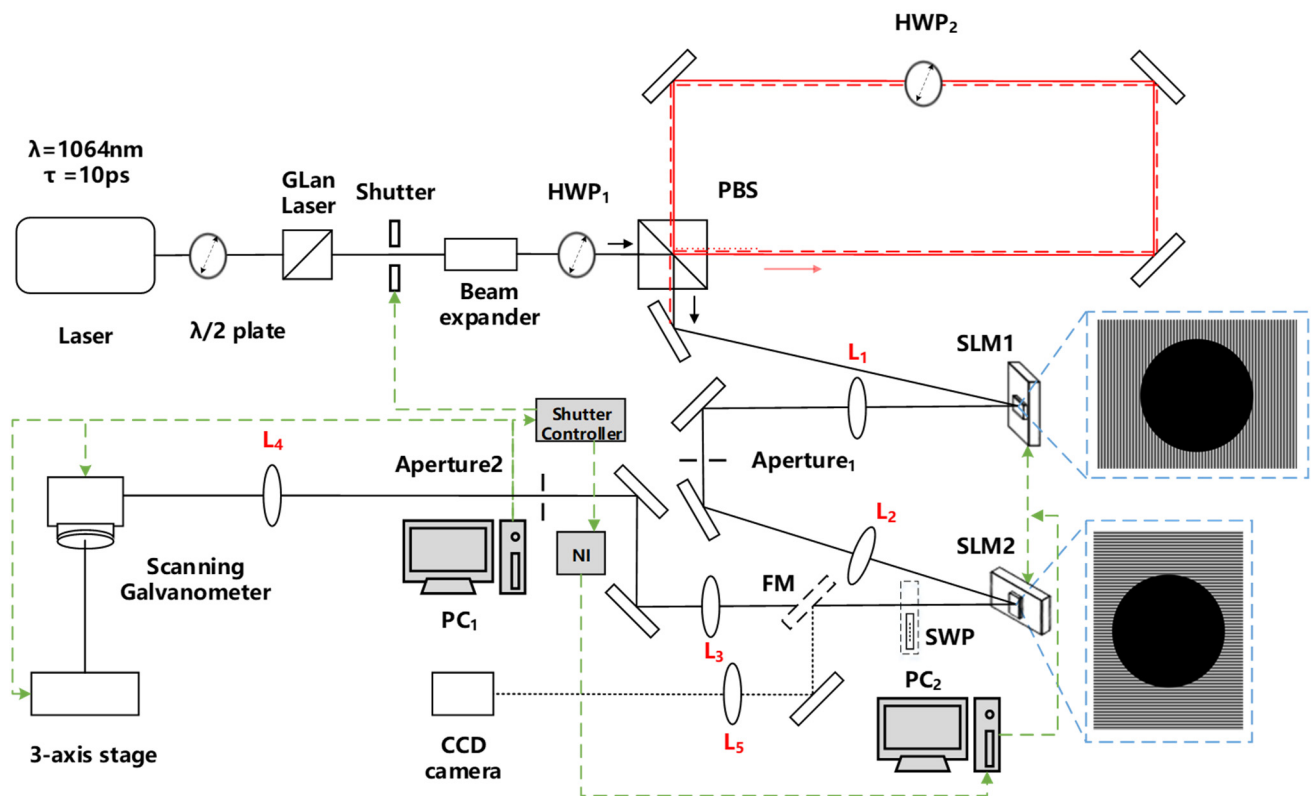 HWP₂
λ=1064nm
τ =10ps
GLan
Laser
Shutter
HWP₁
PBS
Laser
λ/2 plate
Beam
expander
L₁
SLM1
Shutter
Controller
L₄
Aperture2
Aperture₁
L₂
SLM2
NI
FM
Scanning
Galvanometer
PC₁
L₃
SWP
PC₂
3-axis stage
CCD
camera
L₅